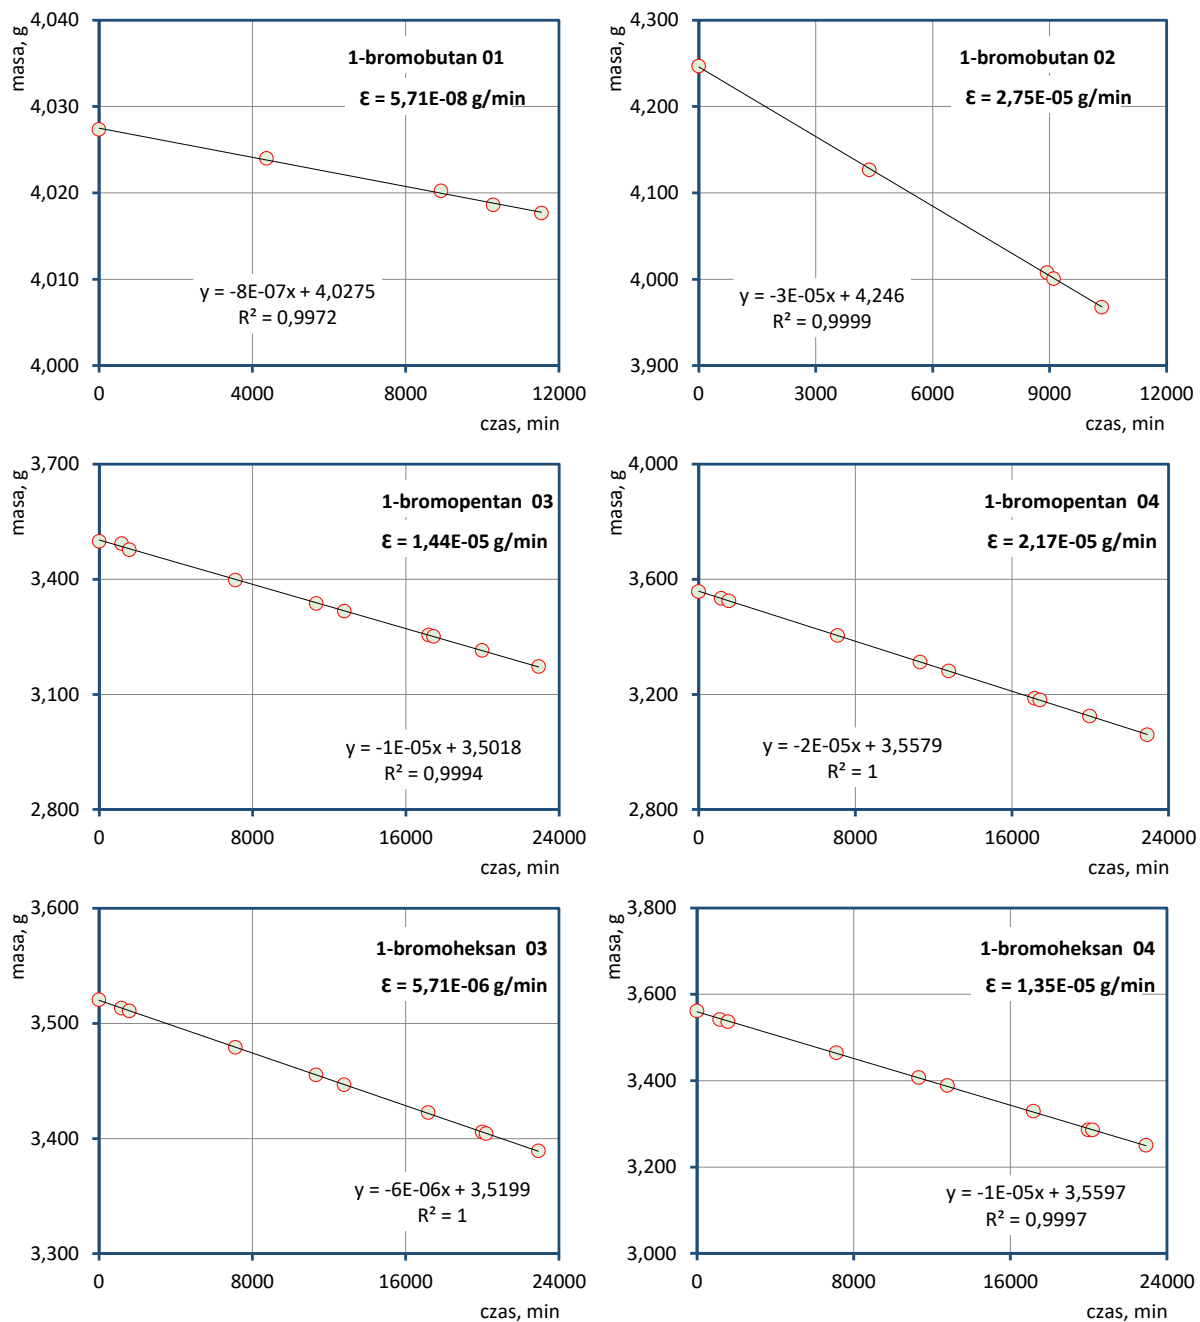 masa, g
4,040
4,030
4,020
4,010
4,000
1-bromobutan 01
Ɛ = 5,71E-08 g/min
y = -8E-07x + 4,0275
R² = 0,9972
0
4000
8000
12000
czas, min
masa, g
4,300
4,200
4,100
4,000
3,900
1-bromobutan 02
Ɛ = 2,75E-05 g/min
y = -3E-05x + 4,246
R² = 0,9999
0
3000
6000
9000
12000
czas, min
masa, g
3,700
3,400
3,100
2,800
1-bromopentan 03
Ɛ = 1,44E-05 g/min
y = -1E-05x + 3,5018
R² = 0,9994
0
8000
16000
24000
czas, min
masa, g
4,000
3,600
3,200
2,800
1-bromopentan 04
Ɛ = 2,17E-05 g/min
y = -2E-05x + 3,5579
R² = 1
0
8000
16000
24000
czas, min
masa, g
3,600
3,500
3,400
3,300
1-bromoheksan 03
Ɛ = 5,71E-06 g/min
y = -6E-06x + 3,5199
R² = 1
0
8000
16000
24000
czas, min
masa, g
3,800
3,600
3,400
3,200
3,000
1-bromoheksan 04
Ɛ = 1,35E-05 g/min
y = -1E-05x + 3,5597
R² = 0,9997
0
8000
16000
24000
czas, min